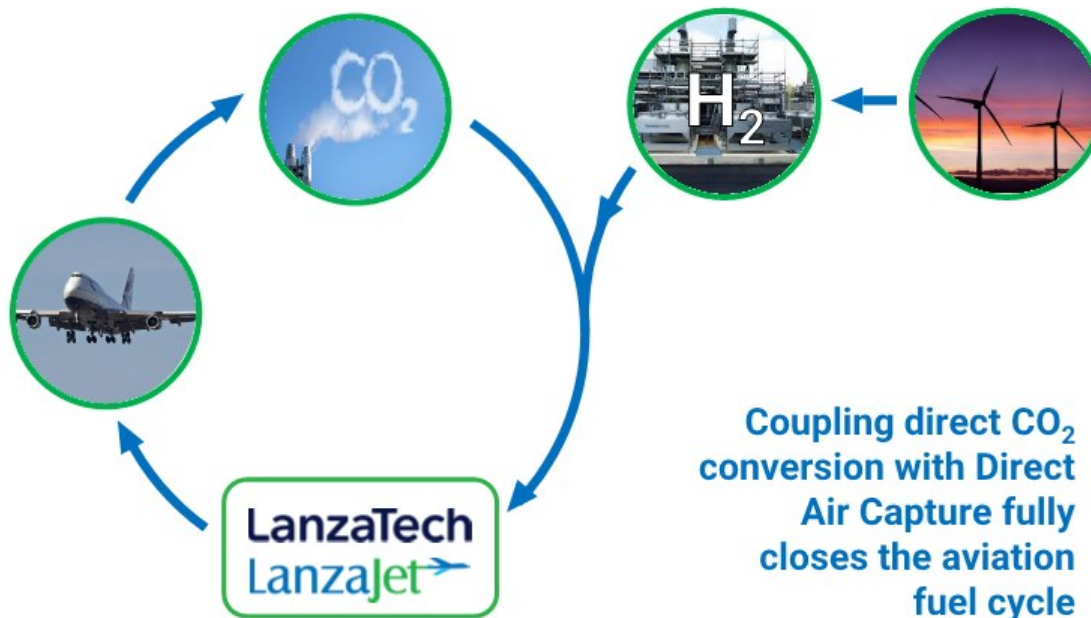 CO₂
H₂
LanzaTech
LanzaJet
Coupling direct CO₂
conversion with Direct
Air Capture fully
closes the aviation
fuel cycle